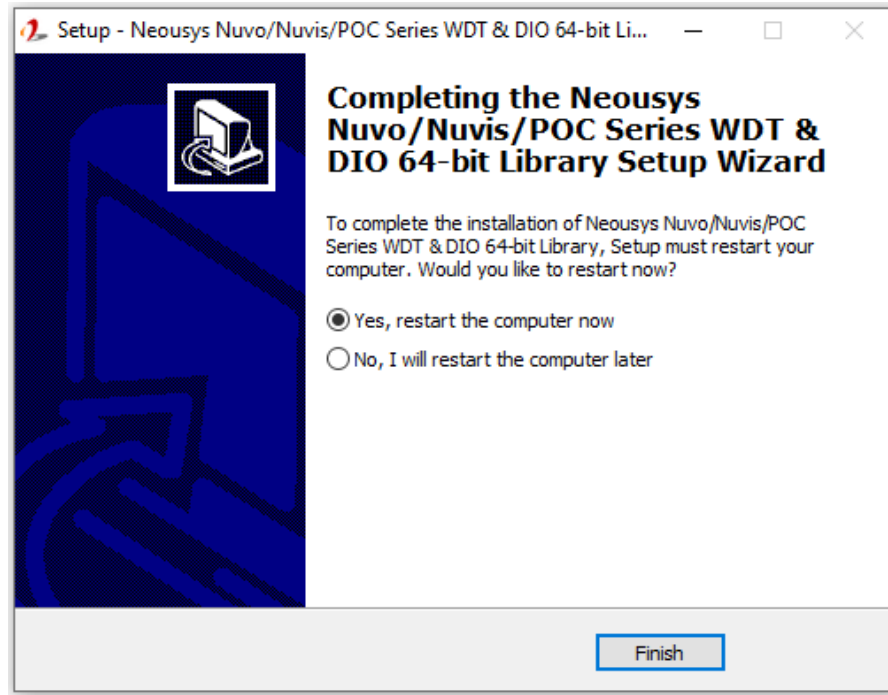 Setup - Neousys Nuvo/Nuvis/POC Series WDT & DIO 64-bit Li...
Completing the Neousys
Nuvo/Nuvis/POC Series WDT &
DIO 64-bit Library Setup Wizard
To complete the installation of Neousys Nuvo/Nuvis/POC
Series WDT & DIO 64-bit Library, Setup must restart your
computer. Would you like to restart now?
Yes, restart the computer now
No, I will restart the computer later
Finish